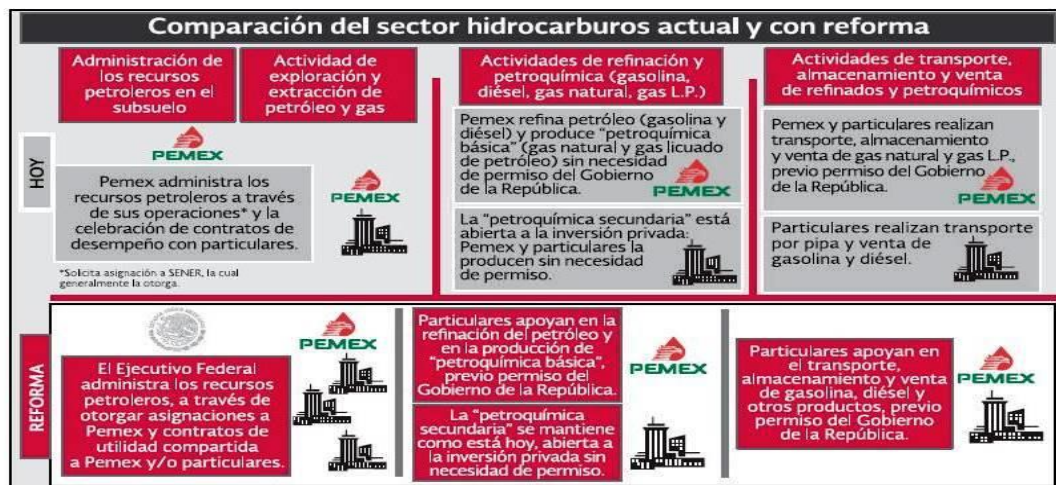 Comparación del sector hidrocarburos actual y con reforma
Administración de
los recursos
petroleros en el
subsuelo
Actividad de
exploración y
extracción de
petróleo y gas
Actividades de refinación y
petroquímica (gasolina,
diésel, gas natural, gas L.P.)
Actividades de transporte,
almacenamiento y venta
de refinados y petroquímicos
HOY
PEMEX
Pemex administra los
recursos petroleros a través
de sus operaciones* y la
celebración de contratos de
desempeño con particulares.
*Solicita asignación a SENER, la cual
generalmente la otorga.
PEMEX
Pemex refina petróleo (gasolina y
diésel) y produce “petroquímica
básica” (gas natural y gas licuado
de petróleo) sin necesidad
de permiso del Gobierno
de la República.
PEMEX
La “petroquímica secundaria” está
abierta a la inversión privada:
Pemex y particulares la
producen sin necesidad
de permiso.
Pemex y particulares realizan
transporte, almacenamiento
y venta de gas natural y gas L.P.,
previo permiso del Gobierno
de la República.
PEMEX
Particulares realizan transporte
por pipa y venta de
gasolina y diésel.
REFORMA
El Ejecutivo Federal
administra los recursos
petroleros, a través de
otorgar asignaciones a
Pemex y contratos de
utilidad compartida
a Pemex y/o particulares.
PEMEX
Particulares apoyan en la
refinación del petróleo y
en la producción de
“petroquímica básica”,
previo permiso del
Gobierno de la República.
PEMEX
La “petroquímica
secundaria” se mantiene
como está hoy, abierta a
la inversión privada sin
necesidad de permiso.
Particulares apoyan en
el transporte,
almacenamiento y venta
de gasolina, diésel y
otros productos, previo
permiso del Gobierno
de la República.
PEMEX